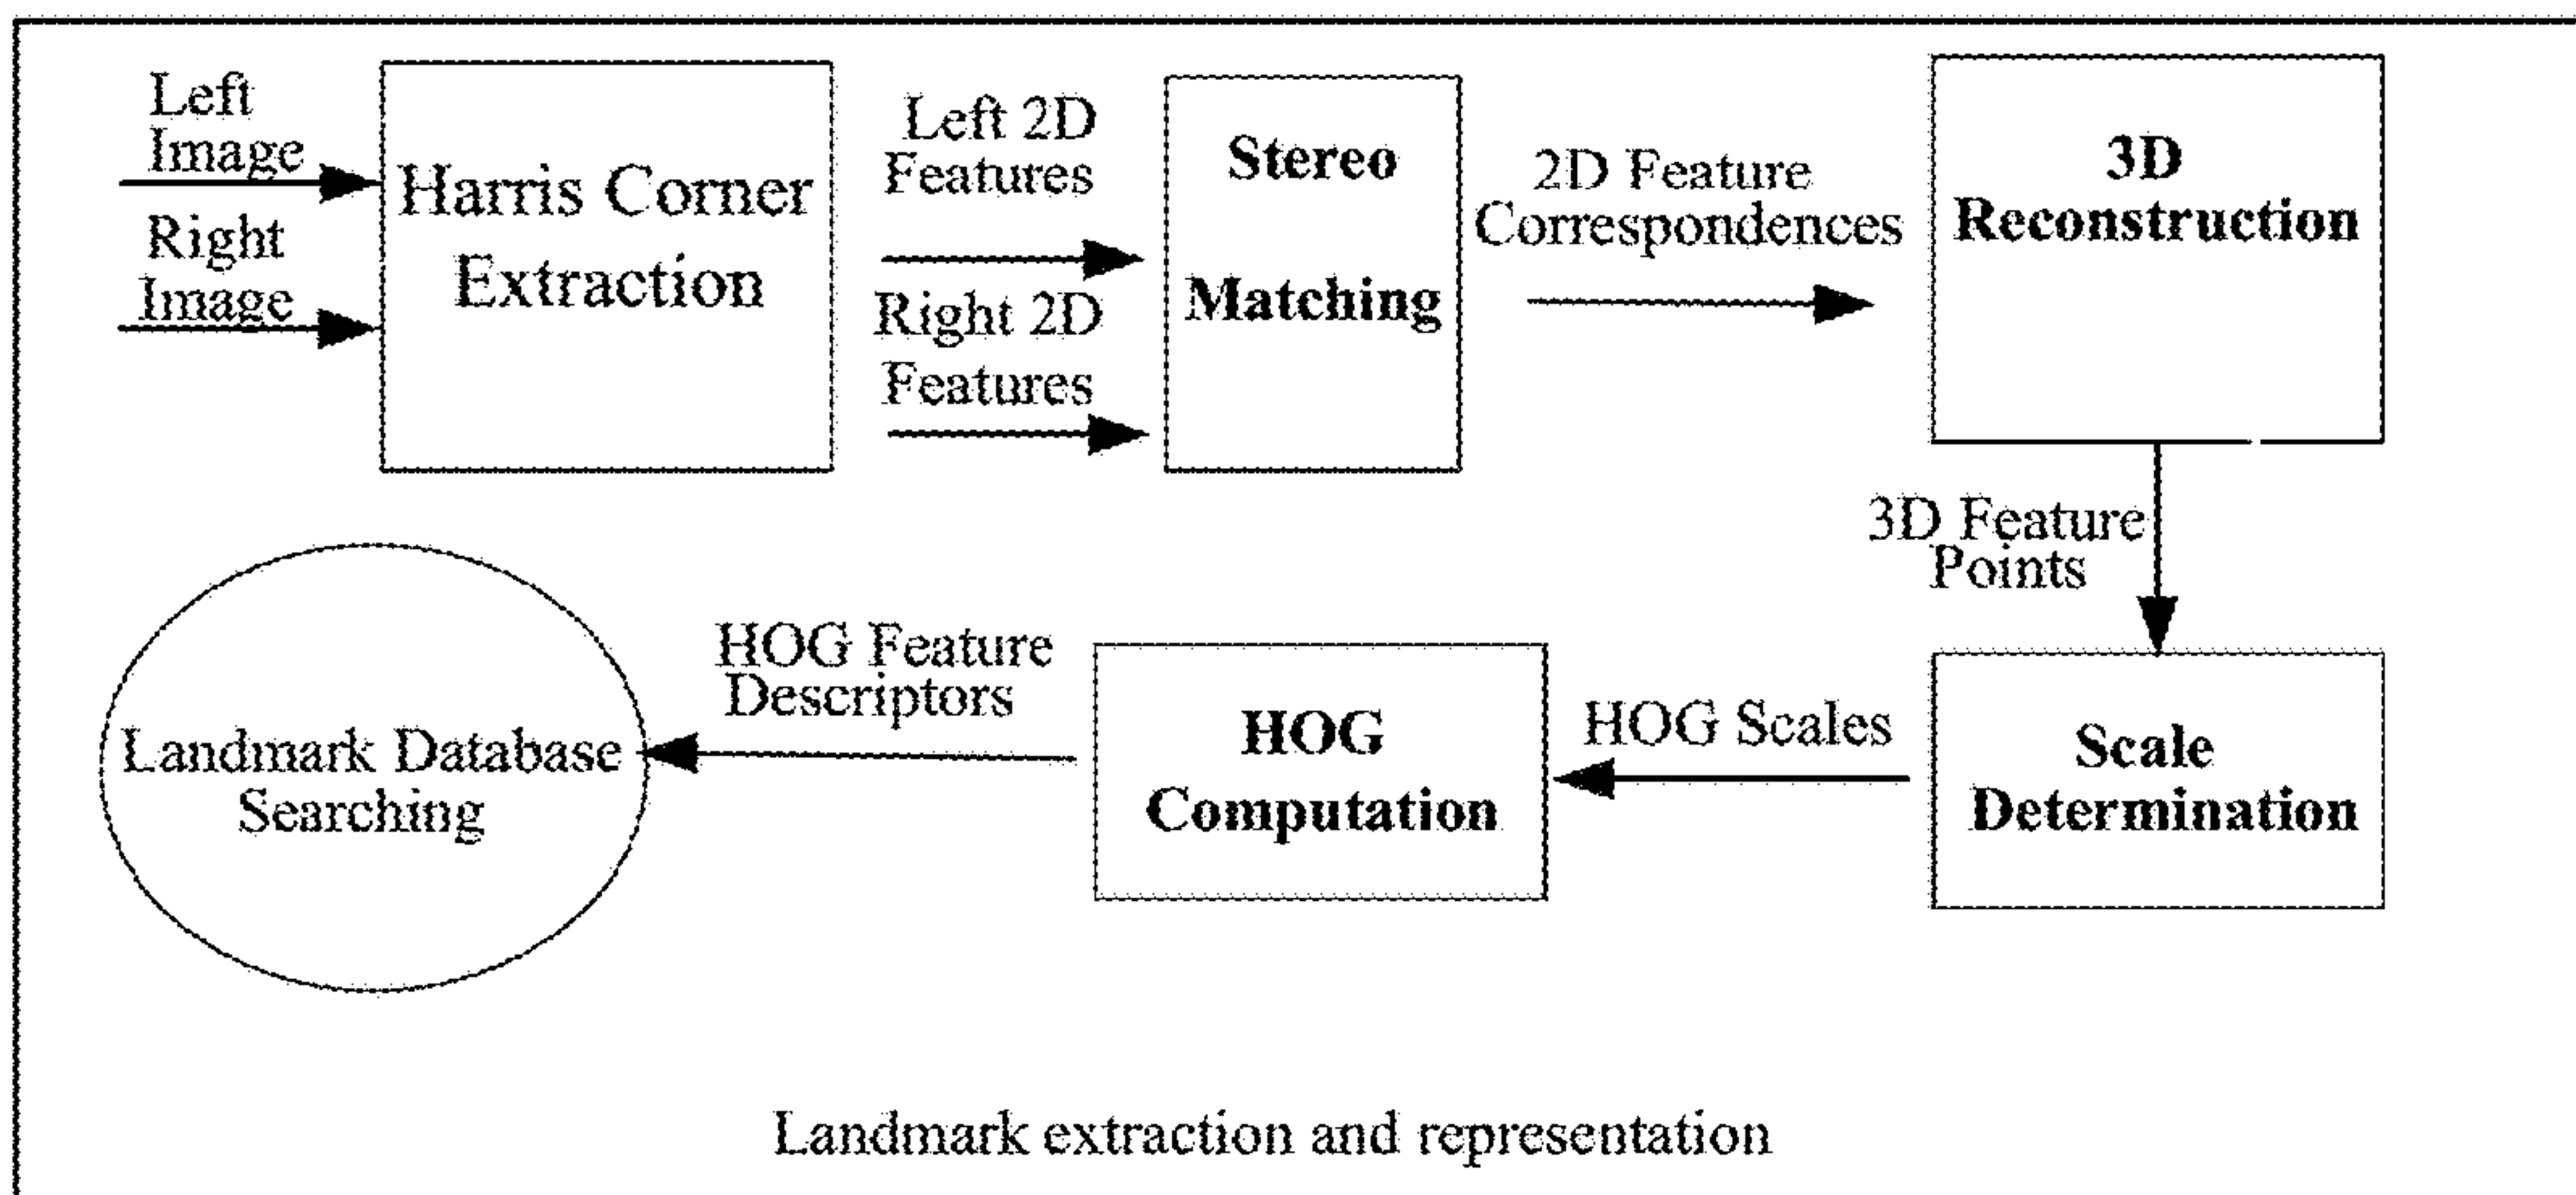 Left
Image
Right
Image
Harris Corner
Extraction
Left 2D
Features
Right 2D
Features
Stereo
Matching
2D Feature
Correspondences
3D
Reconstruction
3D Feature
Points
Scale
Determination
HOG Scales
HOG
Computation
HOG Feature
Descriptors
Landmark Database
Searching
Landmark extraction and representation